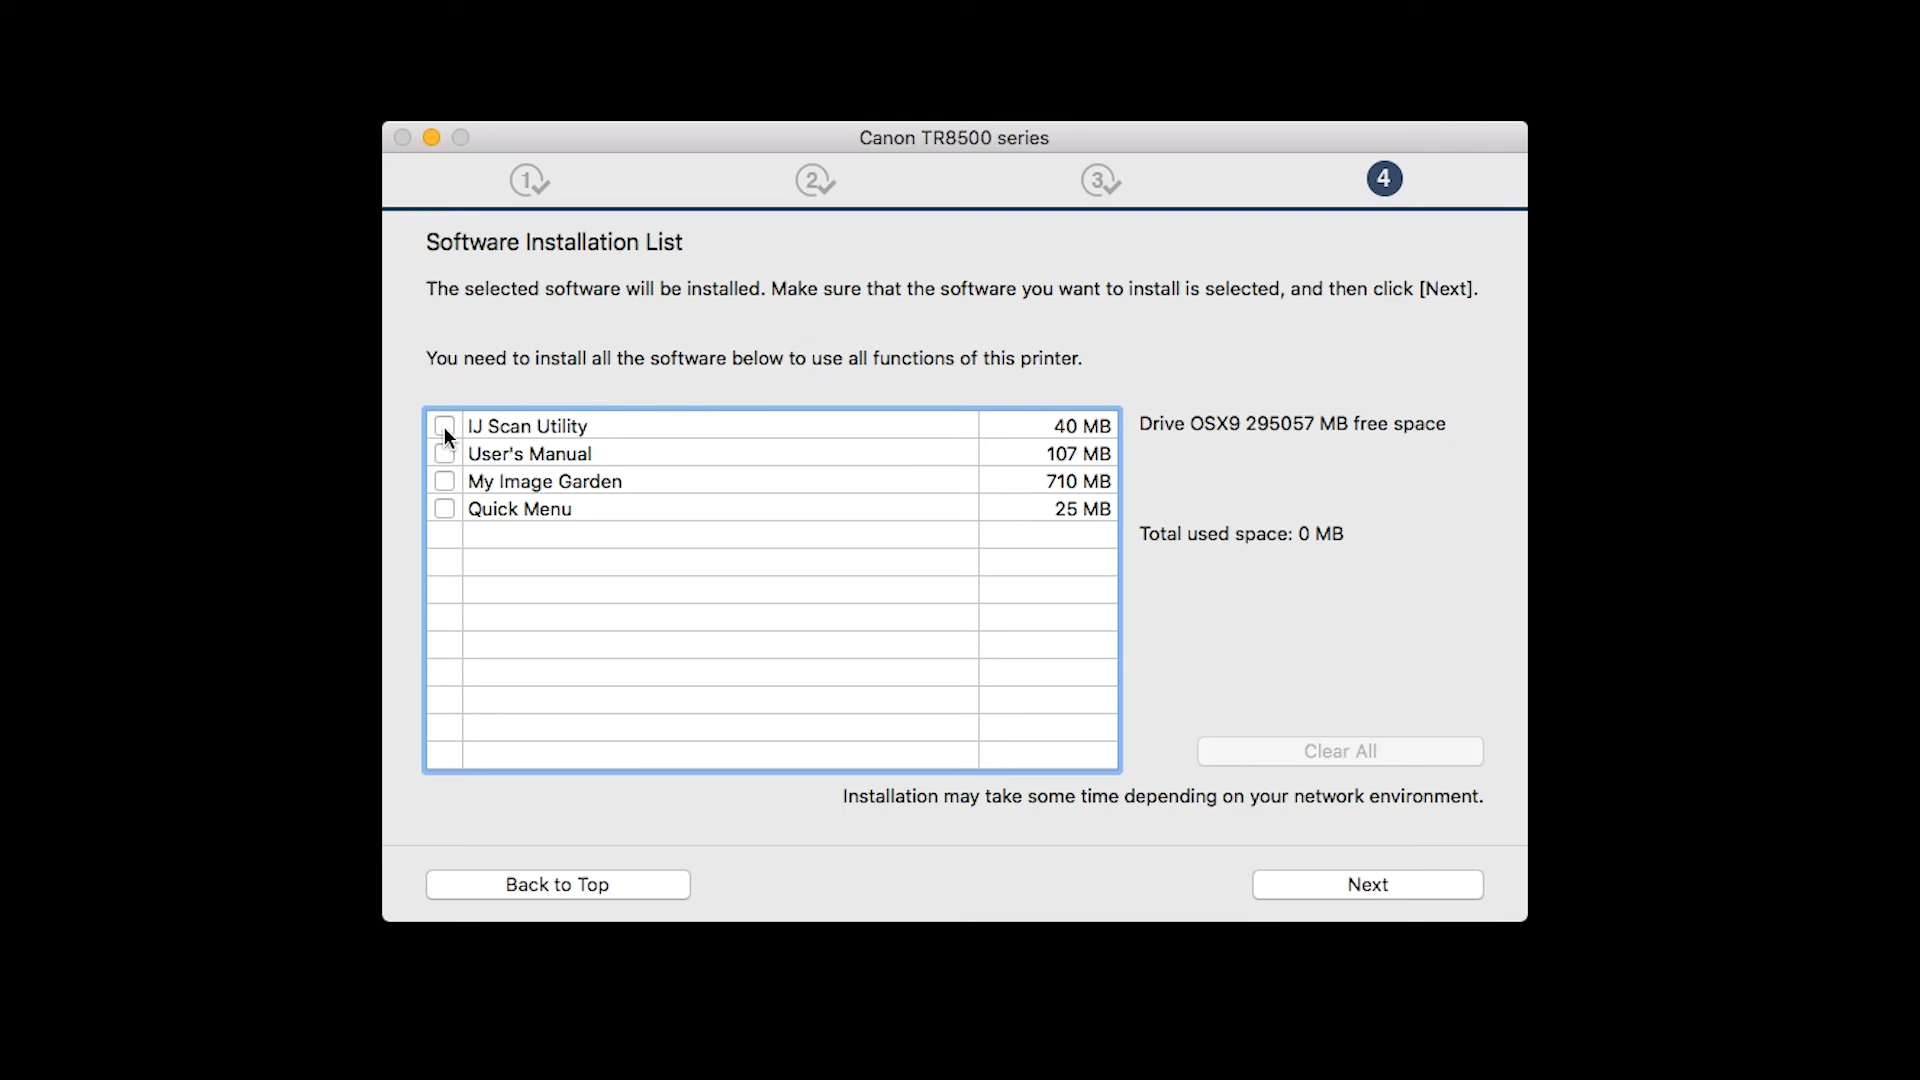 Canon TR8500 series
1 2 3 4
Software Installation List
The selected software will be installed. Make sure that the software you want to install is selected, and then click [Next].
You need to install all the software below to use all functions of this printer.
IJ Scan Utility 40 MB
User's Manual 107 MB
My Image Garden 710 MB
Quick Menu 25 MB
Drive OSX9 295057 MB free space
Total used space: 0 MB
Clear All
Installation may take some time depending on your network environment.
Back to Top Next